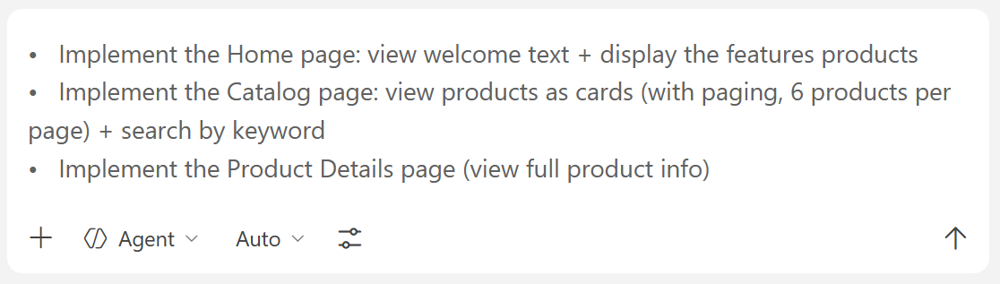 • Implement the Home page: view welcome text + display the features products
• Implement the Catalog page: view products as cards (with paging, 6 products per
page) + search by keyword
• Implement the Product Details page (view full product info)
Agent Auto